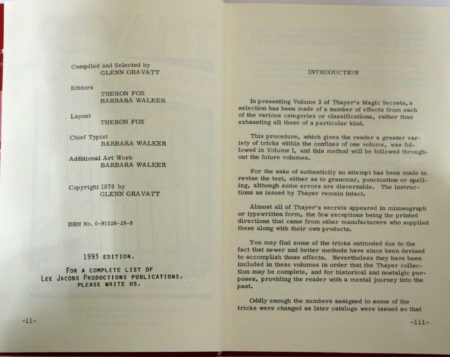 Compiled and Selected by
GLENN GRAVATT
Editors
THERON FOX
BARBARA WALKER
Layout
THERON FOX
Chief Typist
BARBARA WALKER
Additional Art Work
BARBARA WALKER
Copyright 1979 by
GLENN GRAVATT
ISBN No. 0-91526-28-6
1995 EDITION.
FOR A COMPLETE LIST OF
LEE JACOBS PRODUCTIONS PUBLICATIONS,
PLEASE WRITE US.
-ii-
INTRODUCTION
In presenting Volume 2 of Thayer's Magic Secrets, a
selection has been made of a number of effects from each
of the various categories or classifications, rather than
exhausting all those of a particular kind.
This procedure, which gives the reader a greater var-
iety of tricks within the confines of one volume, was fol-
lowed in Volume 1, and this method will be followed through-
out the future volumes.
For the sake of authenticity no attempt has been made to
revise the text, either as to grammar, punctuation or spell-
ing, although some errors are discernable. The instruc-
tions as issued by Thayer remain intact.
Almost all of Thayer's secrets appeared in mimeograph
or typewritten form, the few exceptions being the printed
directions that came from other manufacturers who supplied
these along with their own products.
You may find some of the tricks outmoded due to the
fact that newer and better methods have since been devised
to accomplish those effects. Nevertheless they have been
included in these volumes in order that the Thayer collec-
tion may be complete, and for historical and nostalgic pur-
poses, providing the reader with a mental journey into the
past.
Oddly enough the numbers assigned to some of the
tricks were changed as later catalogs were issued so that
-iii-